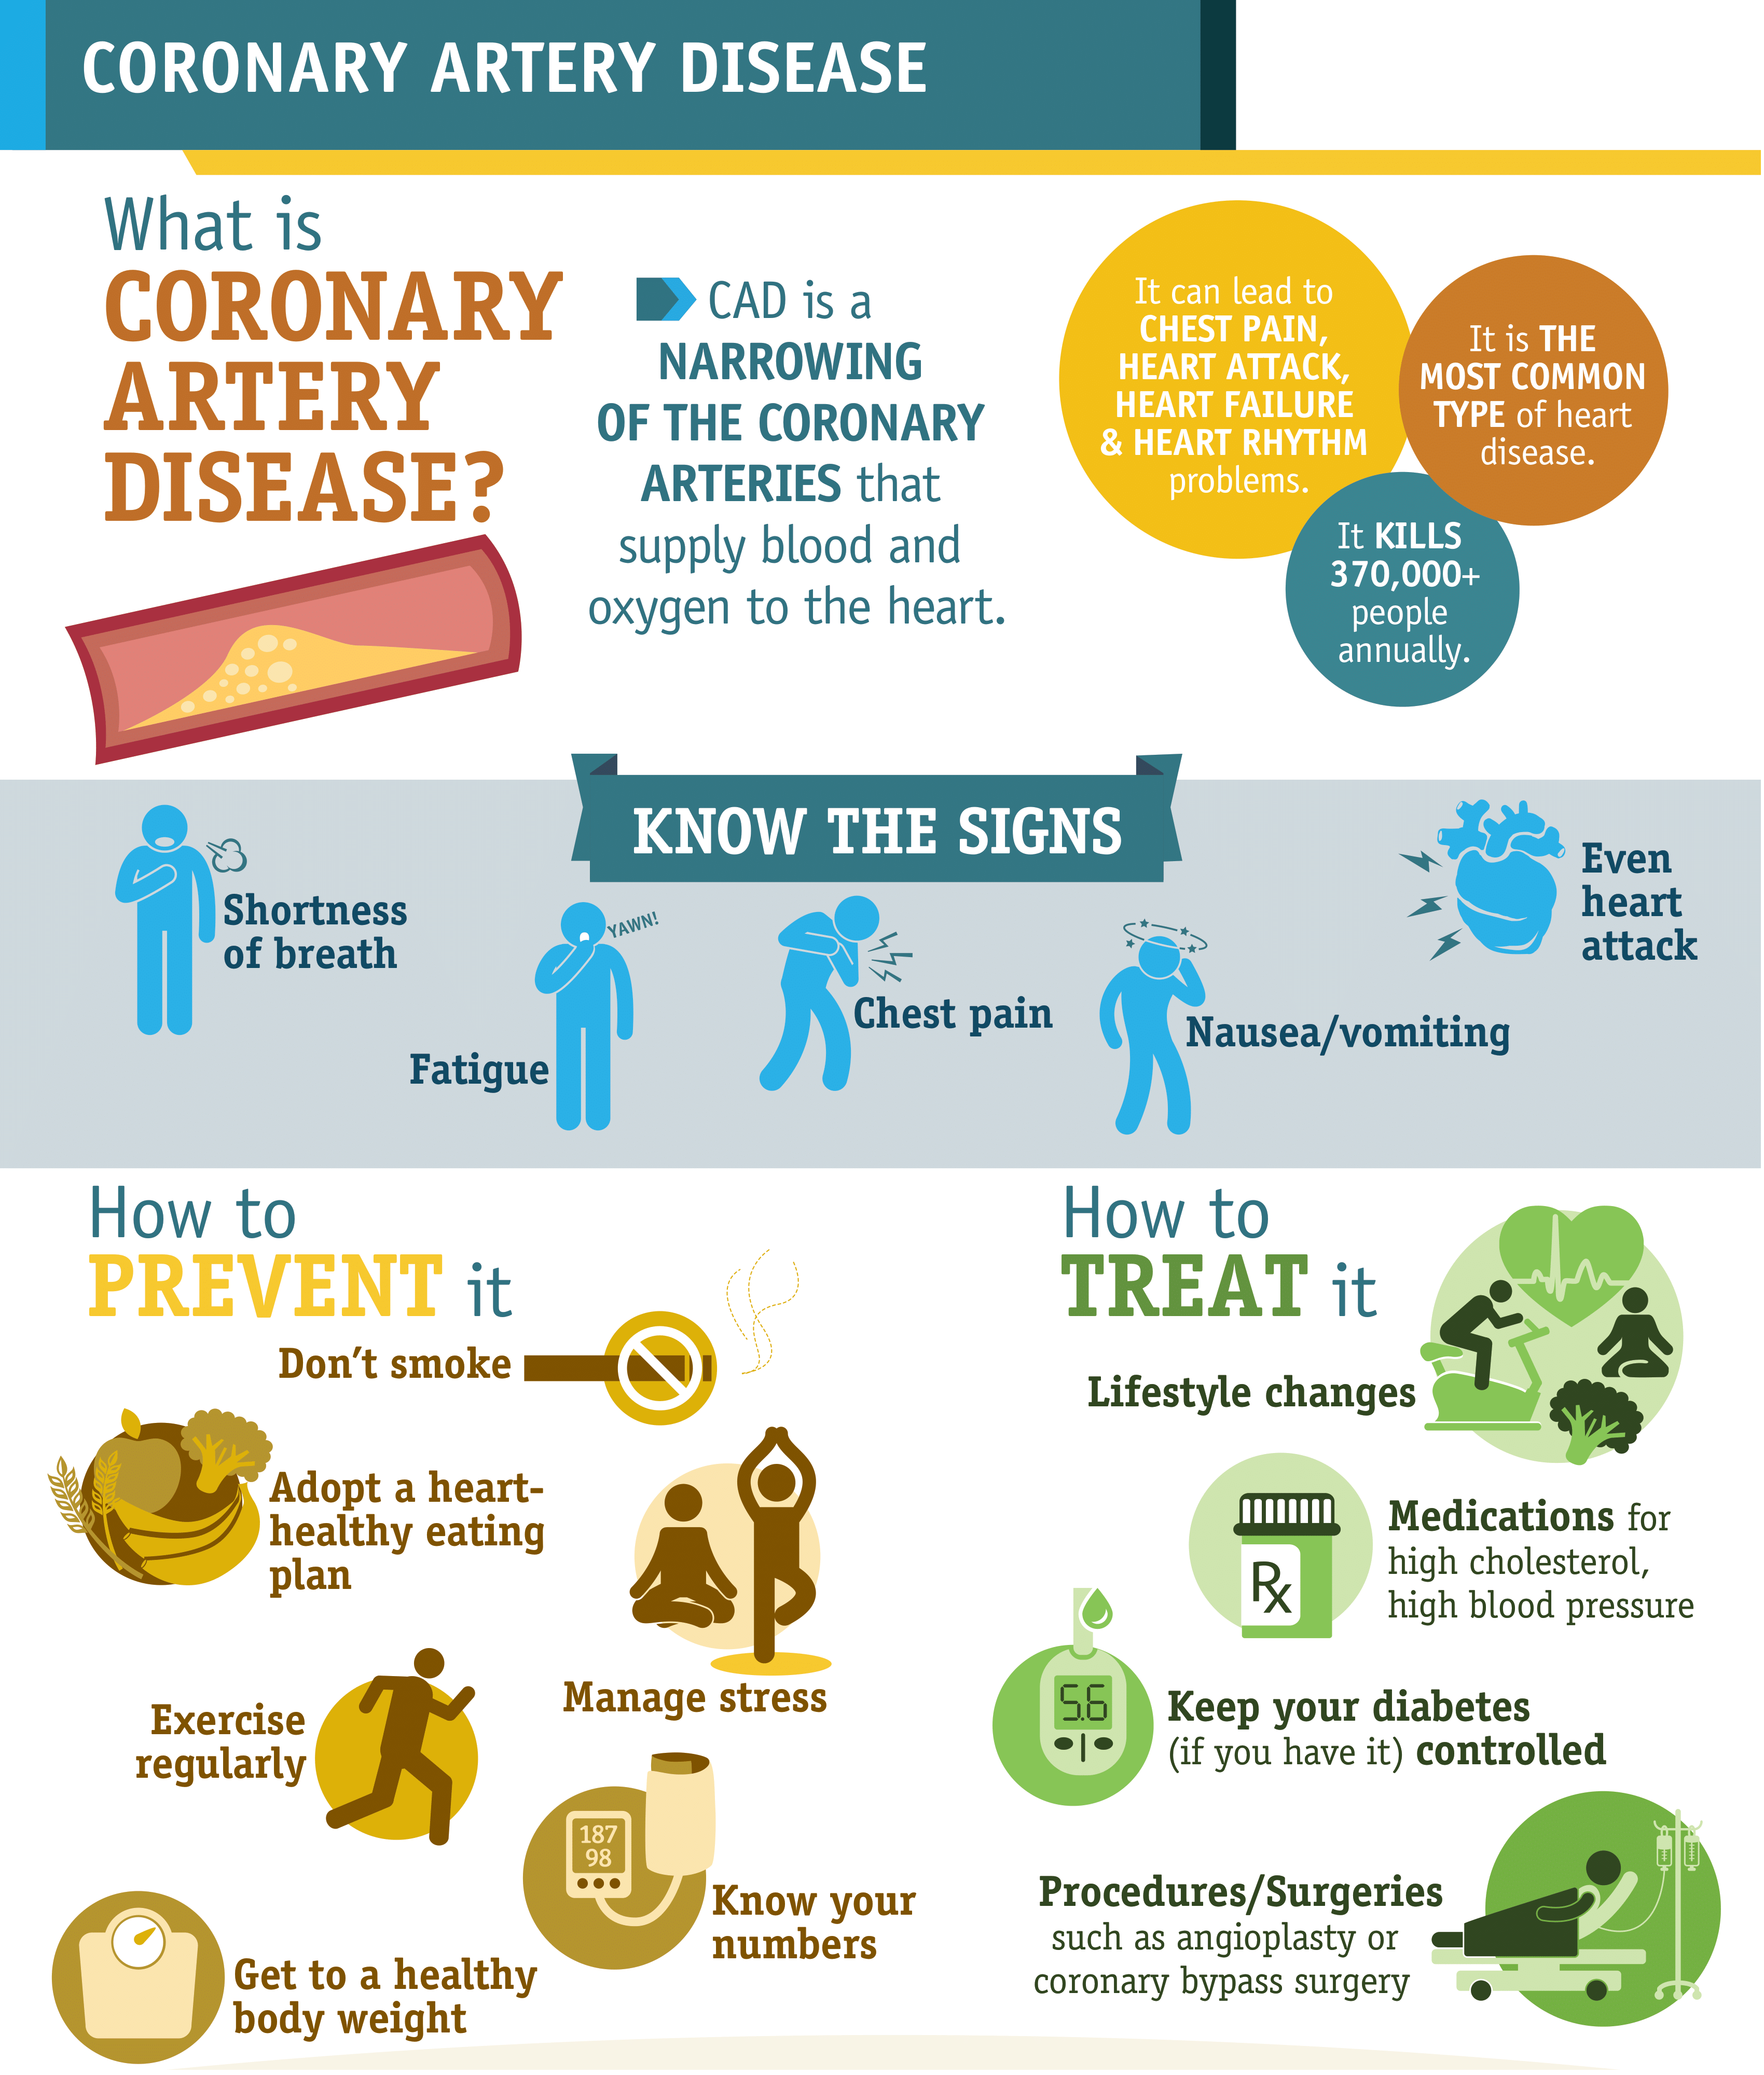 CORONARY ARTERY DISEASE
What is
CORONARY
ARTERY
DISEASE?
CAD is a
NARROWING
OF THE CORONARY
ARTERIES that
supply blood and
oxygen to the heart.
It can lead to
CHEST PAIN,
HEART ATTACK,
HEART FAILURE
& HEART RHYTHM
problems.
It is THE
MOST COMMON
TYPE of heart
disease.
It KILLS
370,000+
people
annually.
KNOW THE SIGNS
Shortness
of breath
YAWN!
Fatigue
Chest pain
Nausea/vomiting
Even
heart
attack
How to
PREVENT it
Don't smoke
Adopt a heart-
healthy eating
plan
Manage stress
Exercise
regularly
187
98
Know your
numbers
Get to a healthy
body weight
How to
TREAT it
Lifestyle changes
Rx
Medications for
high cholesterol,
high blood pressure
5.6
Keep your diabetes
(if you have it) controlled
Procedures/Surgeries
such as angioplasty or
coronary bypass surgery